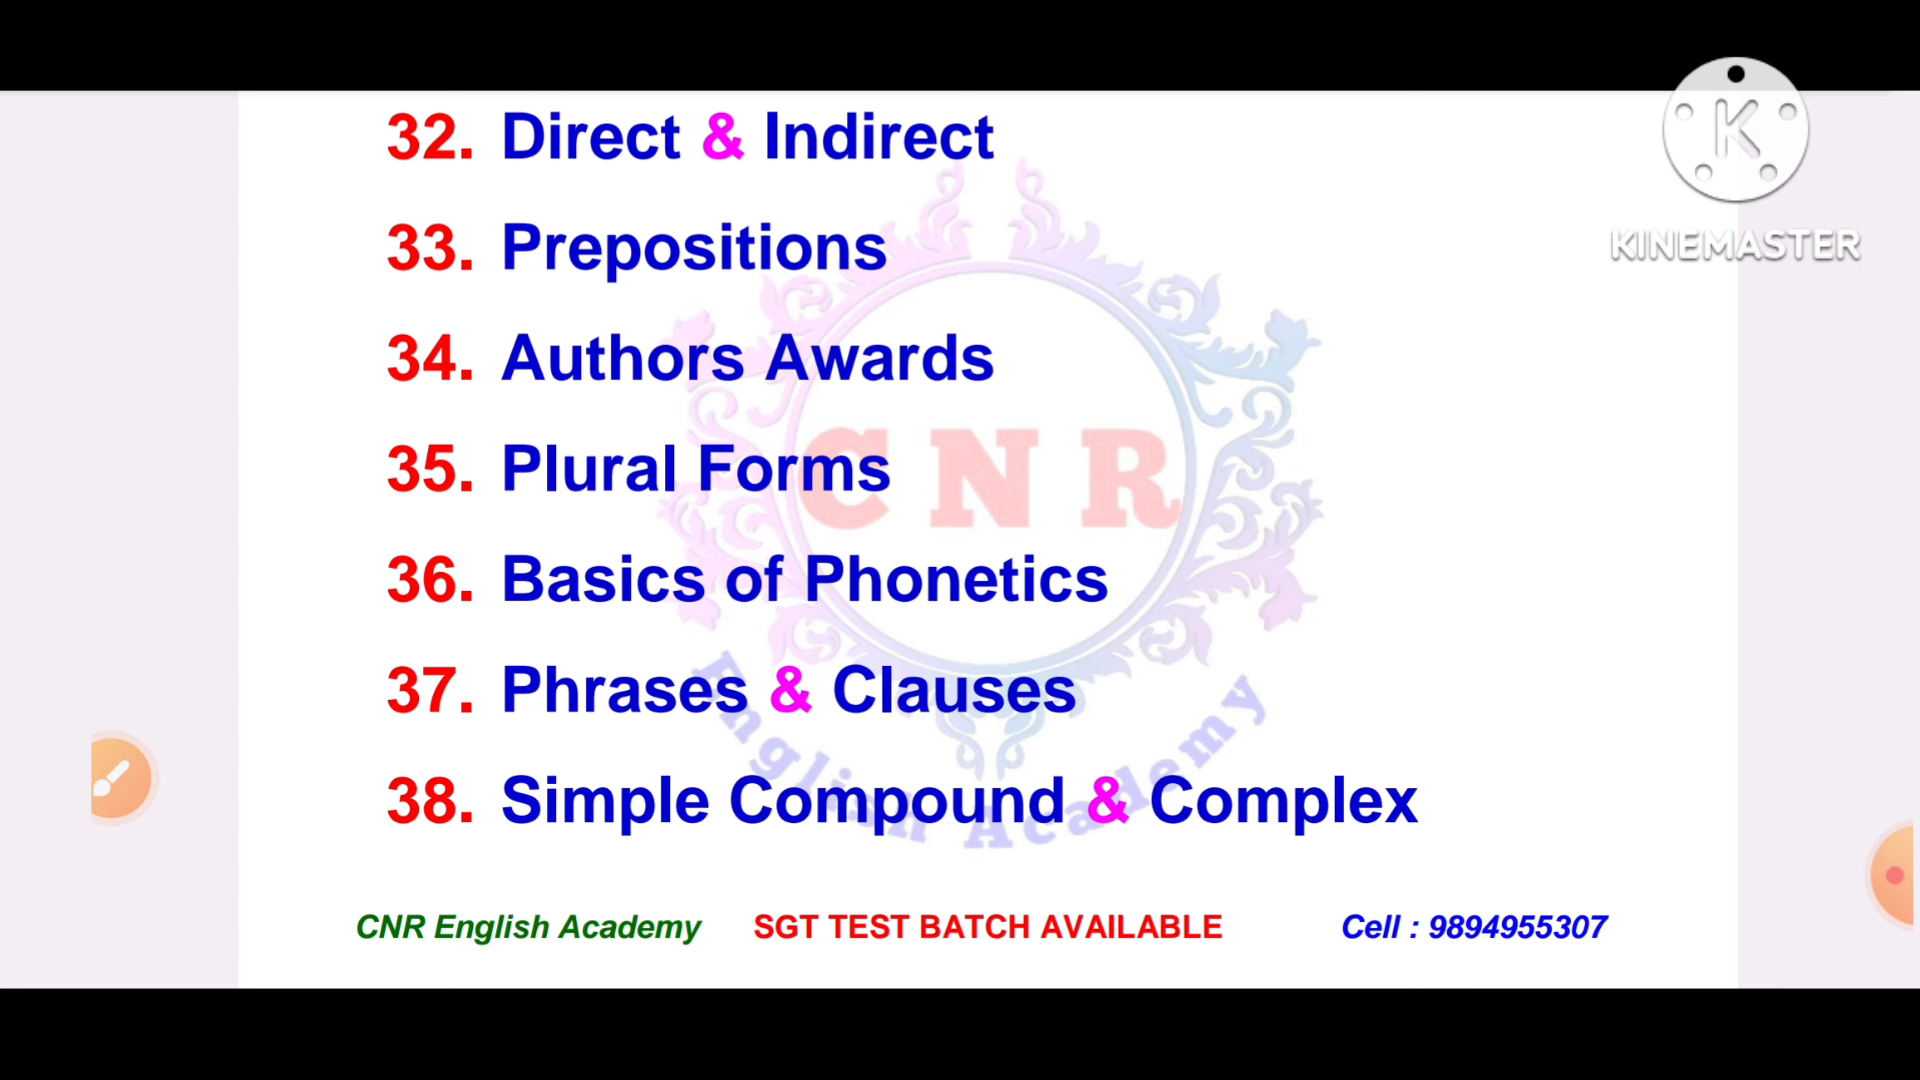 32. Direct & Indirect
33. Prepositions
34. Authors Awards
35. Plural Forms
36. Basics of Phonetics
37. Phrases & Clauses
38. Simple Compound & Complex
CNR English Academy SGT TEST BATCH AVAILABLE Cell : 9894955307
C N R
English Academy
K
KINEMASTER